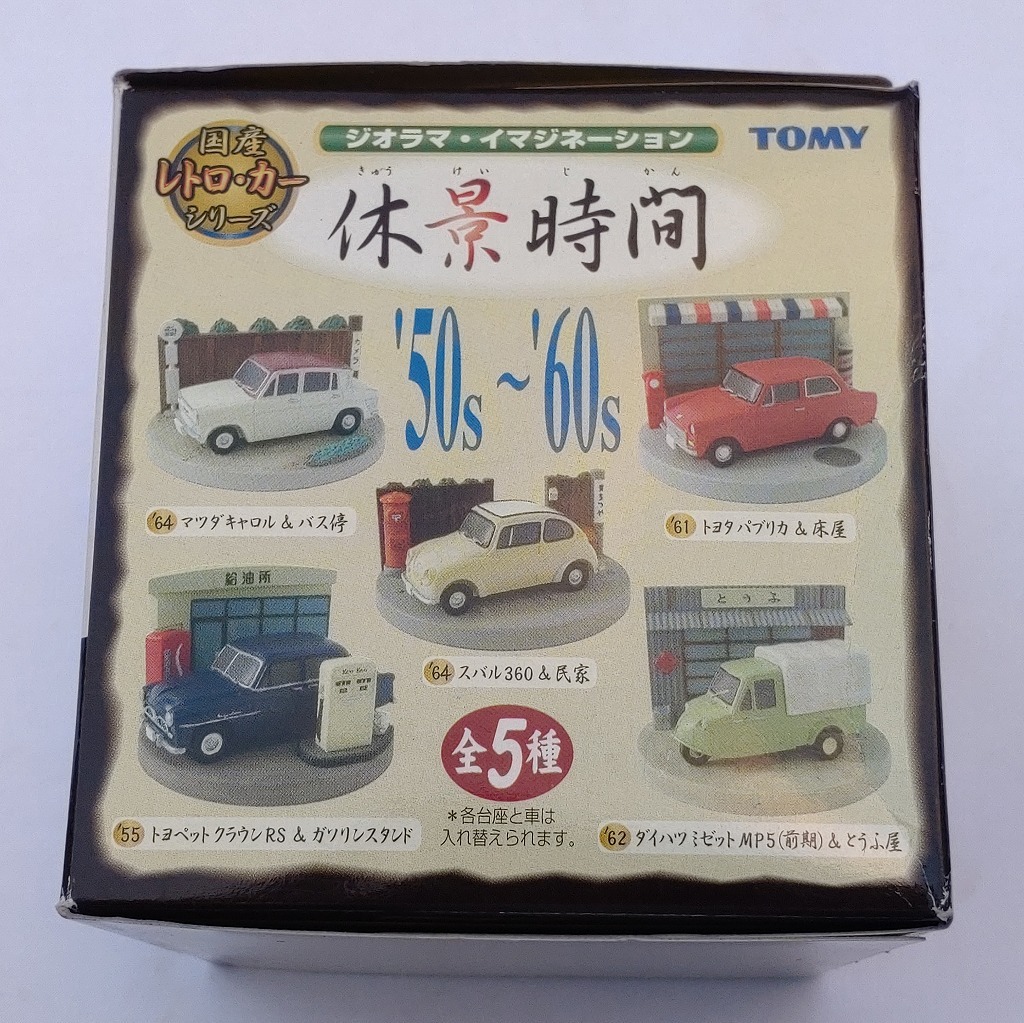 国産
レトロ・カー
シリーズ
ジオラマ・イマジネーション
TOMY
きゅう けい じ かん
休景時間
'50s～'60s
カメラ
'64 マツダキャロル & バス停
'61 トヨタパブリカ & 床屋
給油所
とうふ
'64 スバル360 & 民家
全5種
'55 トヨペットクラウンRS & ガソリンスタンド
*各台座と車は
入れ替えられます。
'62 ダイハツミゼットMP5(前期) & とうふ屋